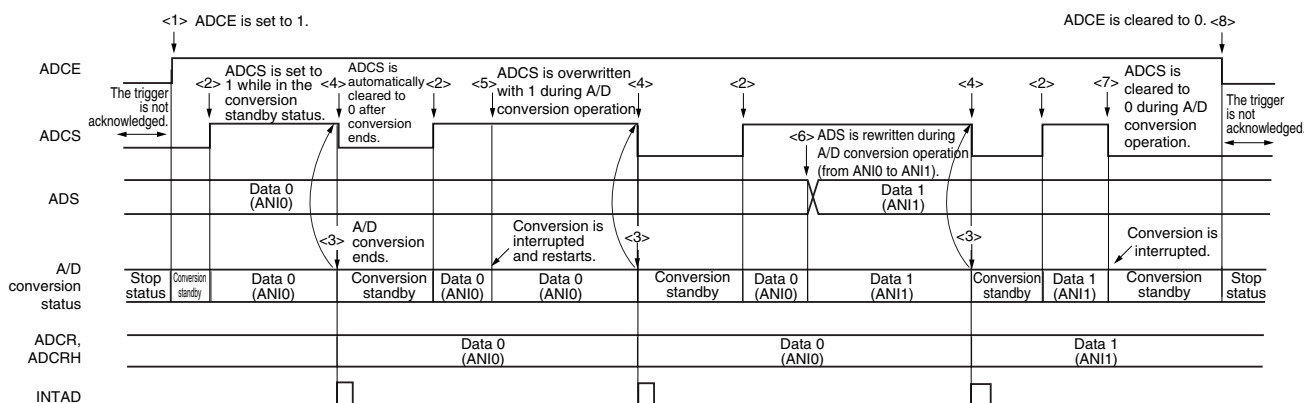 <1> ADCE is set to 1.
ADCE is cleared to 0. <8>
ADCE
The trigger
is not
acknowledged.
<2>
ADCS is set to
1 while in the
conversion
standby status.
<4>
ADCS is
automatically
cleared to
0 after
conversion
ends.
<2>
<5>
ADCS is overwritten
with 1 during A/D
conversion operation.
<4>
<2>
<4>
<2>
<7>
ADCS is
cleared to
0 during A/D
conversion
operation.
The trigger
is not
acknowledged.
ADCS
<6> ADS is rewritten during
A/D conversion operation
(from ANI0 to ANI1).
ADS
Data 0
(ANI0)
Data 1
(ANI1)
<3>
A/D
conversion
ends.
Conversion is
interrupted
and restarts.
<3>
<3>
Conversion is
interrupted.
A/D
conversion
status
Stop
status
Conversion
standby
Data 0
(ANI0)
Conversion
standby
Data 0
(ANI0)
Data 0
(ANI0)
Conversion
standby
Data 0
(ANI0)
Data 1
(ANI1)
Conversion
standby
Data 1
(ANI1)
Conversion
standby
Stop
status
ADCR,
ADCRH
Data 0
(ANI0)
Data 0
(ANI0)
Data 1
(ANI1)
INTAD